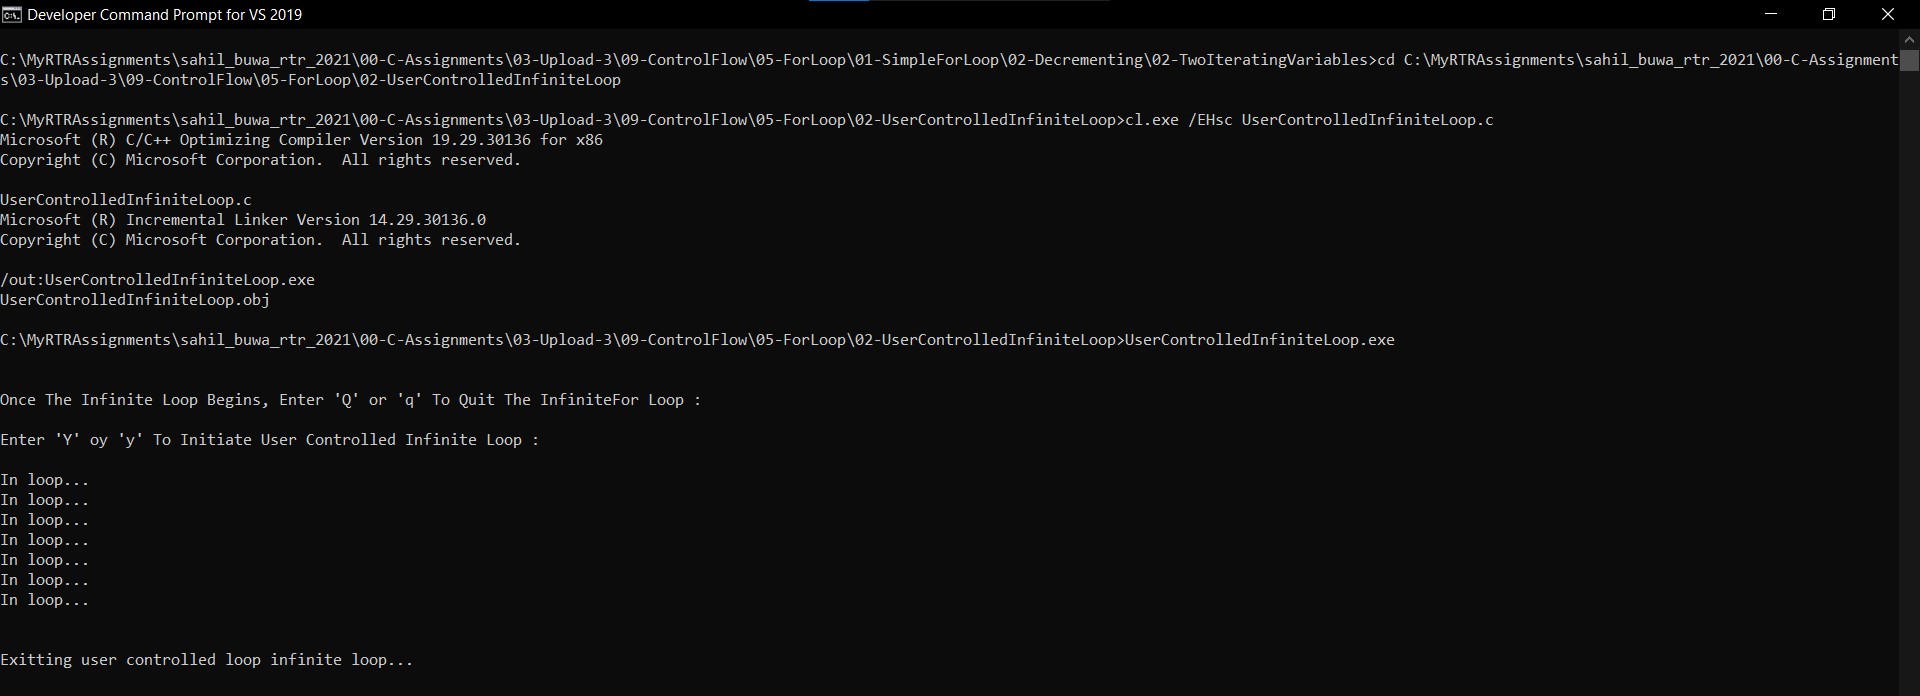 Developer Command Prompt for VS 2019
C:\MyRTRAssignments\sahil_buwa_rtr_2021\00-C-Assignments\03-Upload-3\09-ControlFlow\05-ForLoop\01-SimpleForLoop\02-Decrementing\02-TwoIteratingVariables>cd C:\MyRTRAssignments\sahil_buwa_rtr_2021\00-C-Assignment
s\03-Upload-3\09-ControlFlow\05-ForLoop\02-UserControlledInfiniteLoop
C:\MyRTRAssignments\sahil_buwa_rtr_2021\00-C-Assignments\03-Upload-3\09-ControlFlow\05-ForLoop\02-UserControlledInfiniteLoop>cl.exe /EHsc UserControlledInfiniteLoop.c
Microsoft (R) C/C++ Optimizing Compiler Version 19.29.30136 for x86
Copyright (C) Microsoft Corporation.  All rights reserved.
UserControlledInfiniteLoop.c
Microsoft (R) Incremental Linker Version 14.29.30136.0
Copyright (C) Microsoft Corporation.  All rights reserved.
/out:UserControlledInfiniteLoop.exe
UserControlledInfiniteLoop.obj
C:\MyRTRAssignments\sahil_buwa_rtr_2021\00-C-Assignments\03-Upload-3\09-ControlFlow\05-ForLoop\02-UserControlledInfiniteLoop>UserControlledInfiniteLoop.exe
Once The Infinite Loop Begins, Enter 'Q' or 'q' To Quit The InfiniteFor Loop :
Enter 'Y' oy 'y' To Initiate User Controlled Infinite Loop :
In loop...
In loop...
In loop...
In loop...
In loop...
In loop...
In loop...
Exitting user controlled loop infinite loop...